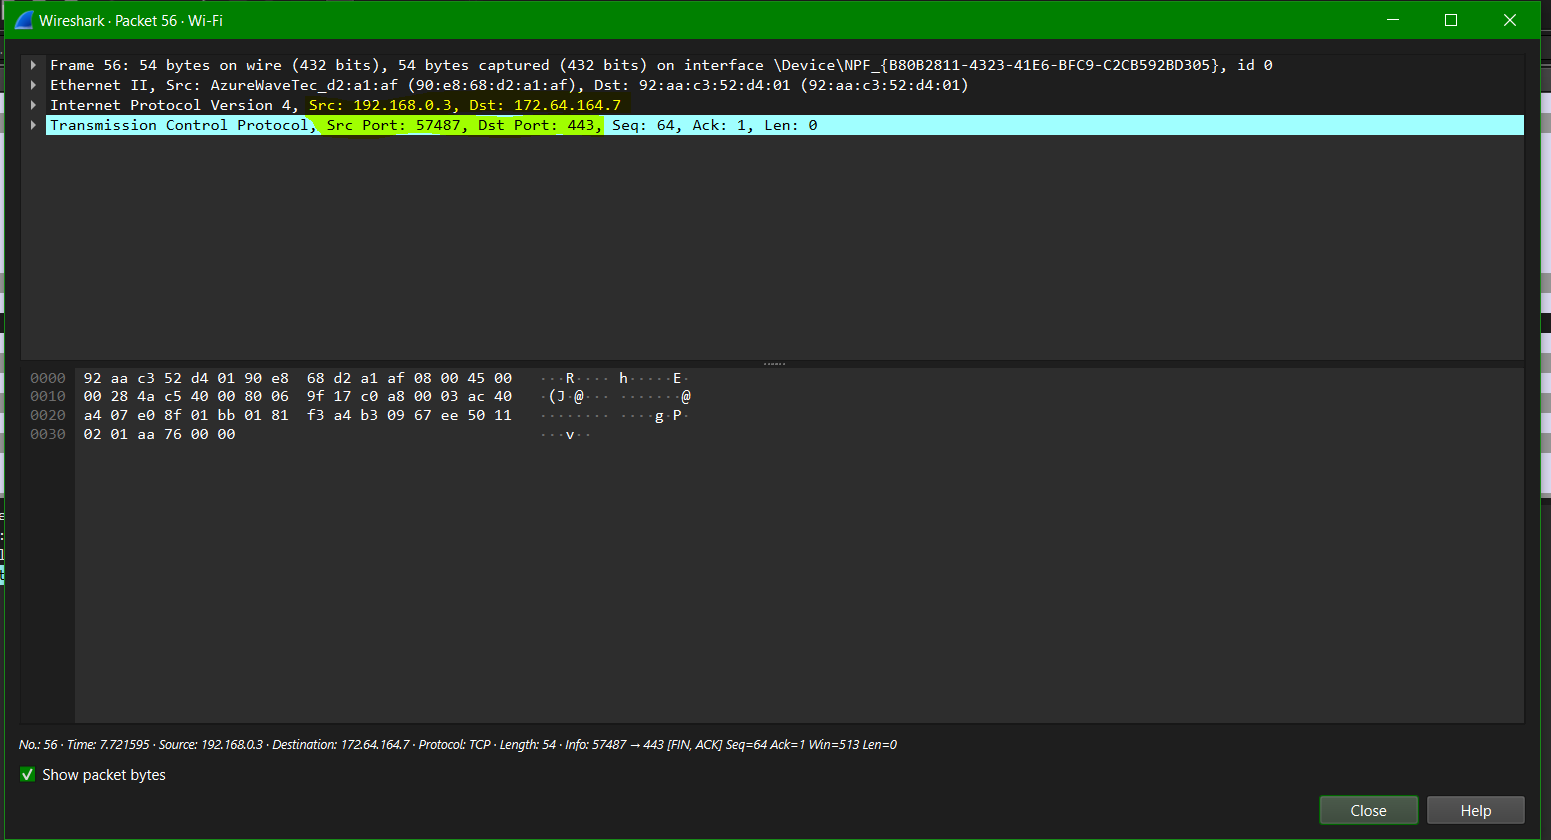 Wireshark · Packet 56 · Wi-Fi
Frame 56: 54 bytes on wire (432 bits), 54 bytes captured (432 bits) on interface \Device\NPF_{B80B2811-4323-41E6-BFC9-C2CB592BD305}, id 0
Ethernet II, Src: AzureWaveTec_d2:a1:af (90:e8:68:d2:a1:af), Dst: 92:aa:c3:52:d4:01 (92:aa:c3:52:d4:01)
Internet Protocol Version 4, Src: 192.168.0.3, Dst: 172.64.164.7
Transmission Control Protocol, Src Port: 57487, Dst Port: 443, Seq: 64, Ack: 1, Len: 0
0000 92 aa c3 52 d4 01 90 e8 68 d2 a1 af 08 00 45 00 ···R···· h·····E·
0010 00 28 4a c5 40 00 80 06 9f 17 c0 a8 00 03 ac 40 ·(J·@··· ·······@
0020 a4 07 e0 8f 01 bb 01 81 f3 a4 b3 09 67 ee 50 11 ········ ····g·P·
0030 02 01 aa 76 00 00 ···v··
No.: 56 · Time: 7.721595 · Source: 192.168.0.3 · Destination: 172.64.164.7 · Protocol: TCP · Length: 54 · Info: 57487 → 443 [FIN, ACK] Seq=64 Ack=1 Win=513 Len=0
Show packet bytes
Close Help